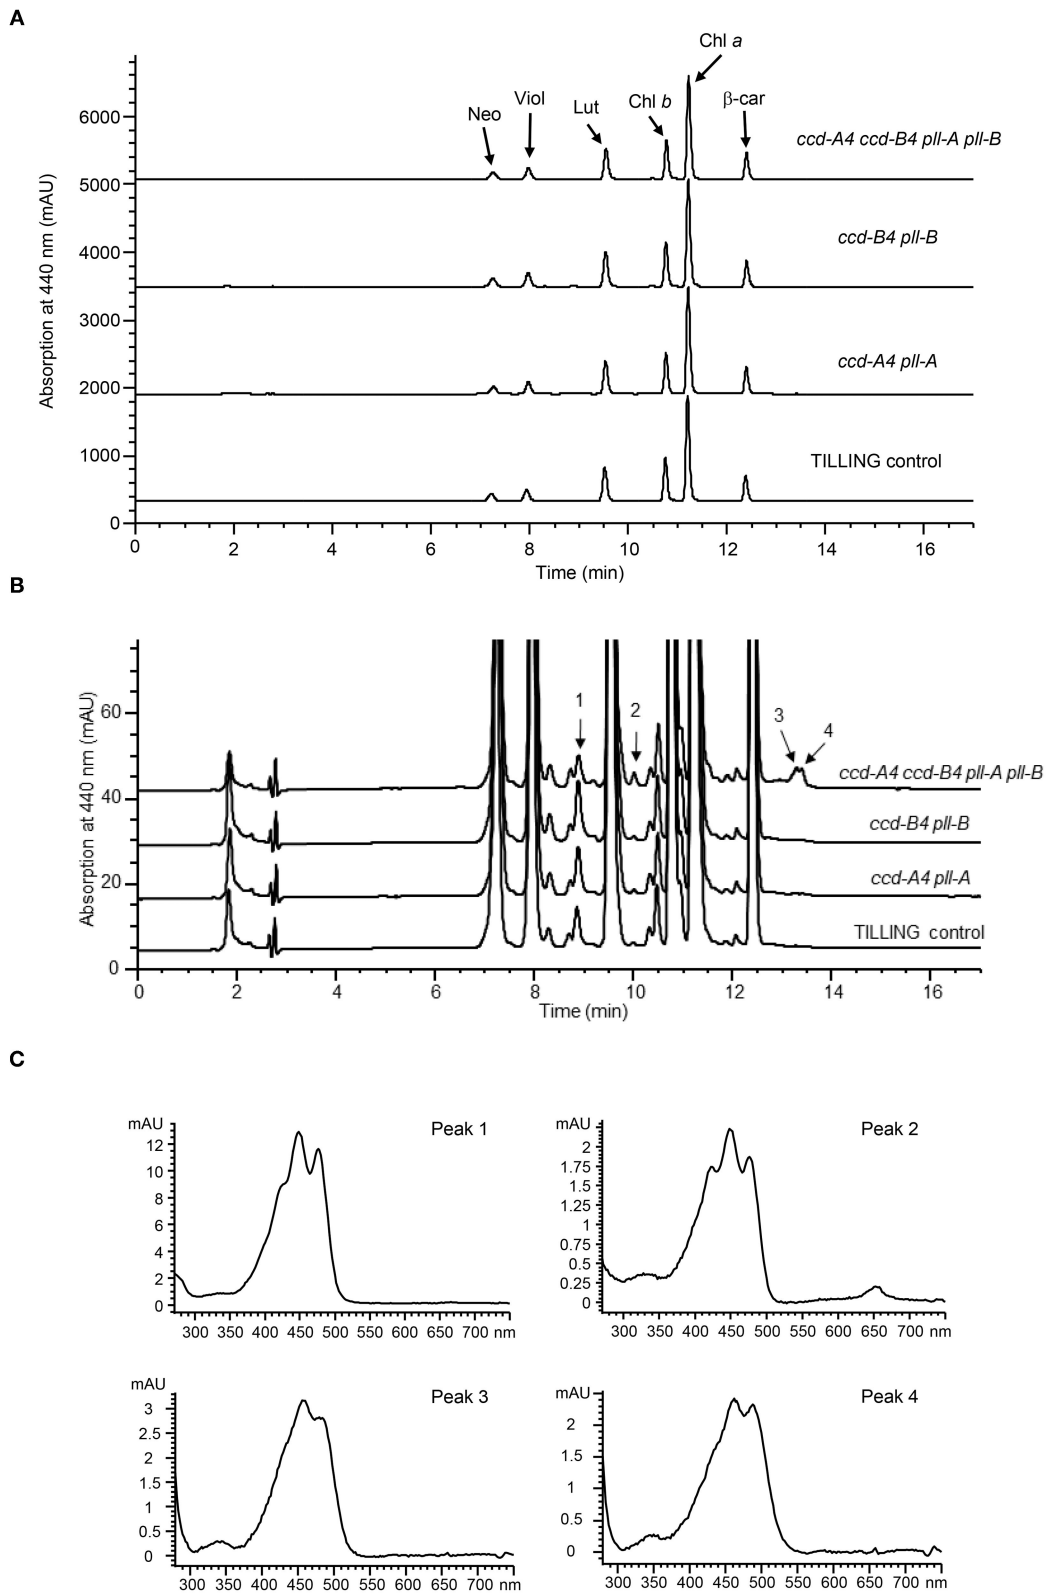 A
Chl a
Neo
Viol
Lut
Chl b
β-car
6000
ccd-A4 ccd-B4 pll-A pll-B
5000
4000
ccd-B4 pll-B
3000
2000
ccd-A4 pll-A
1000
TILLING control
0
Absorption at 440 nm (mAU)
0 2 4 6 8 10 12 14 16
Time (min)
B
60
40
20
0
Absorption at 440 nm (mAU)
1
2
3
4
ccd-A4 ccd-B4 pll-A pll-B
ccd-B4 pll-B
ccd-A4 pll-A
TILLING control
0 2 4 6 8 10 12 14 16
Time (min)
C
mAU
Peak 1
12
10
8
6
4
2
0
300 350 400 450 500 550 600 650 700 nm
mAU
Peak 2
2
1.75
1.5
1.25
1
0.75
0.5
0.25
0
300 350 400 450 500 550 600 650 700 nm
mAU
Peak 3
3
2.5
2
1.5
1
0.5
0
300 350 400 450 500 550 600 650 700 nm
mAU
Peak 4
2
1.5
1
0.5
0
300 350 400 450 500 550 600 650 700 nm